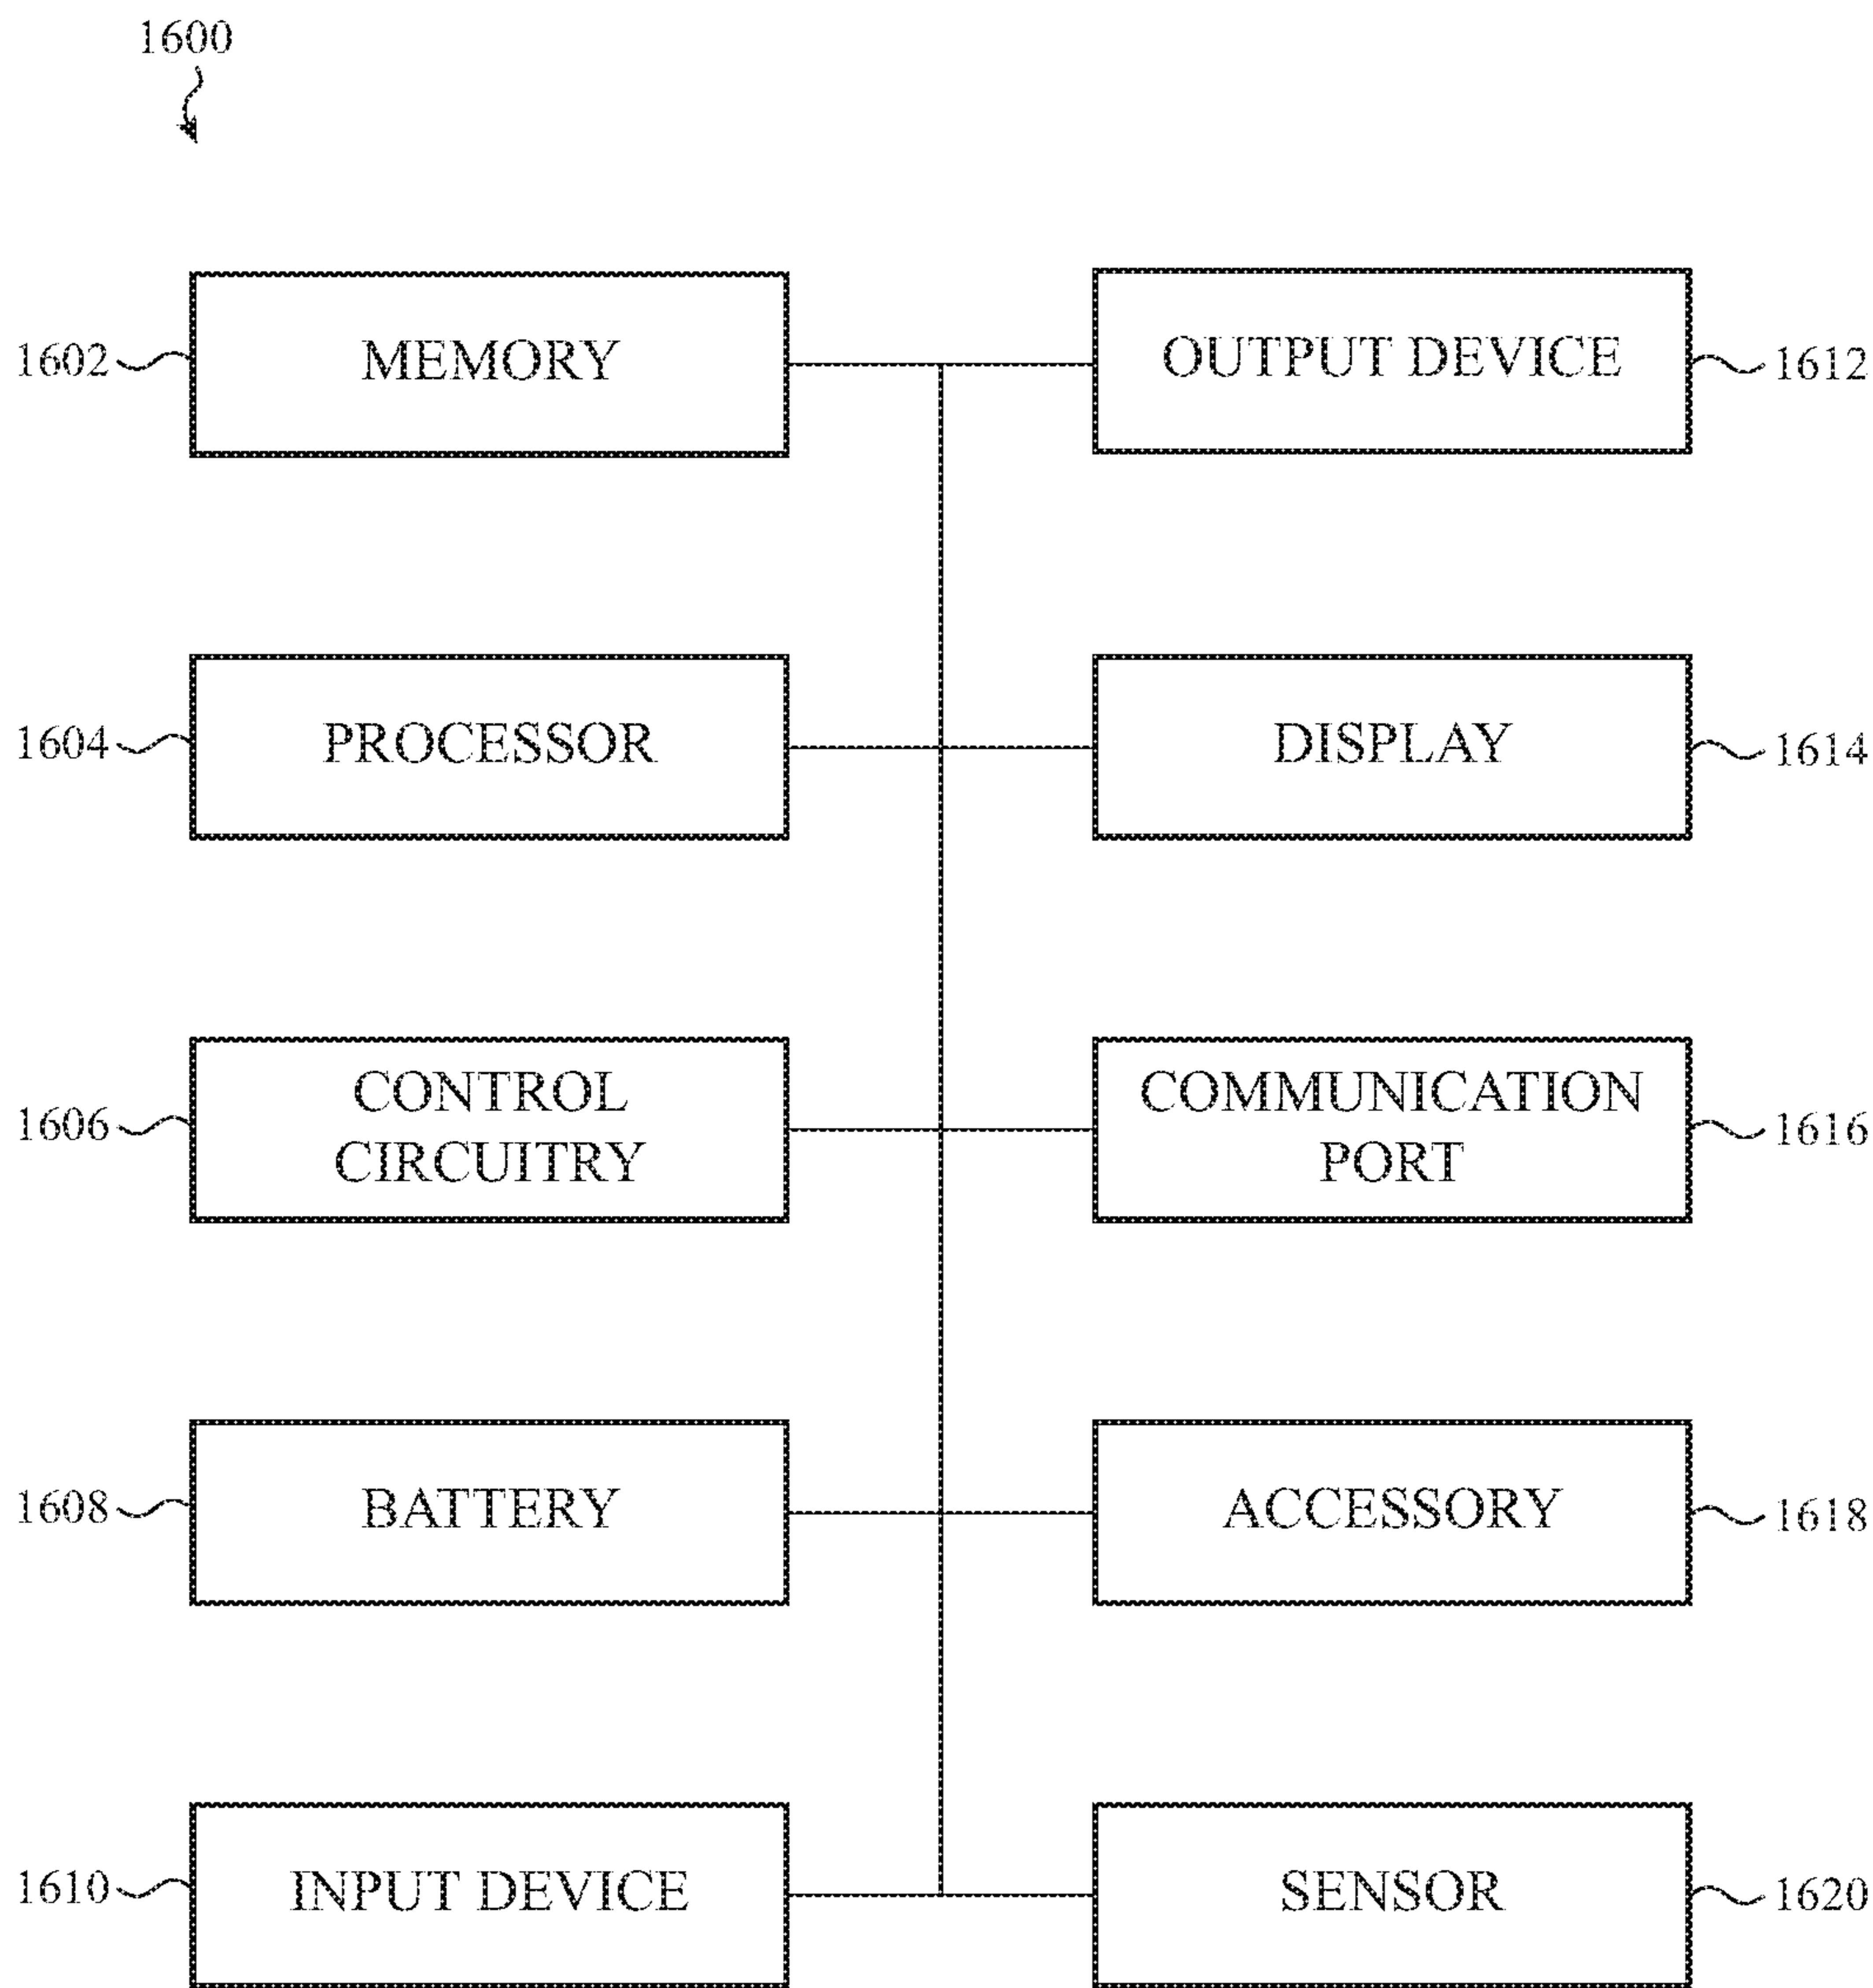 1600
1602
MEMORY
OUTPUT DEVICE
1612
1604
PROCESSOR
DISPLAY
1614
1606
CONTROL
CIRCUITRY
COMMUNICATION
PORT
1616
1608
BATTERY
ACCESSORY
1618
1610
INPUT DEVICE
SENSOR
1620